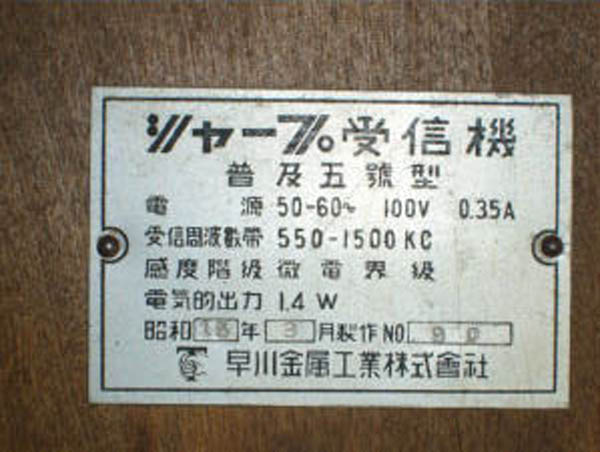 シャープ受信機
普及五號型
電源 50-60~ 100V 0.35A
受信周波數帶 550-1500KC
感度階級 微電界級
電気的出力 1.4W
昭和 年 3 月製作 NO
早川金属工業株式會社